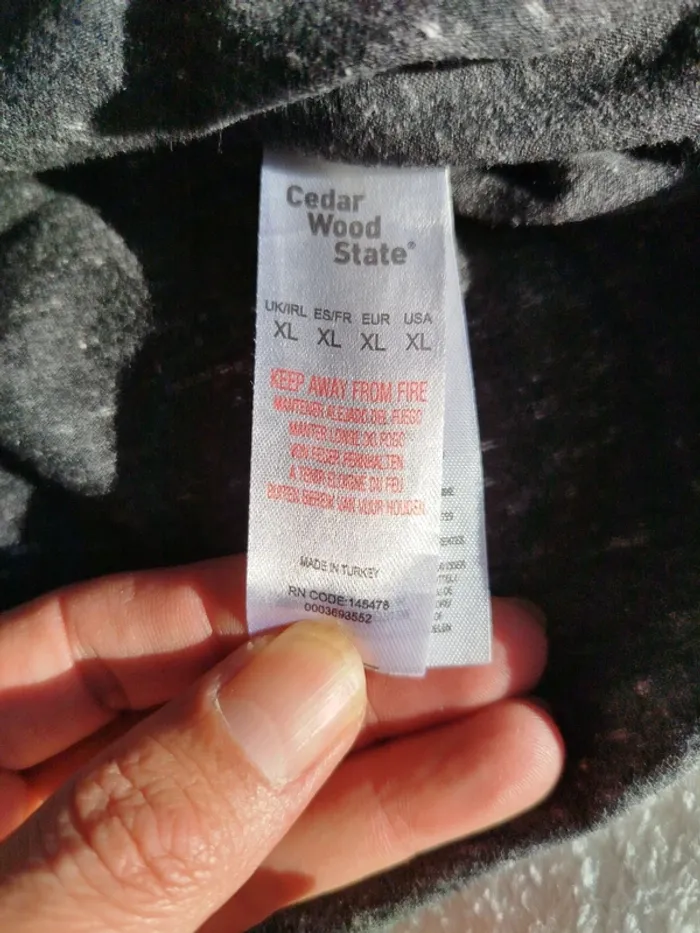 Cedar
Wood
State®
UK/IRL ES/FR EUR USA
XL XL XL XL
KEEP AWAY FROM FIRE
MANTENER ALEJADO DEL FUEGO
MANTER LONGE DO FOGO
VON FEUER FERNHALTEN
A TENIR ELOIGNE DU FEU
BUITEN BEREIK VAN VUUR HOUDEN
MADE IN TURKEY
RN CODE:145478
0003693552